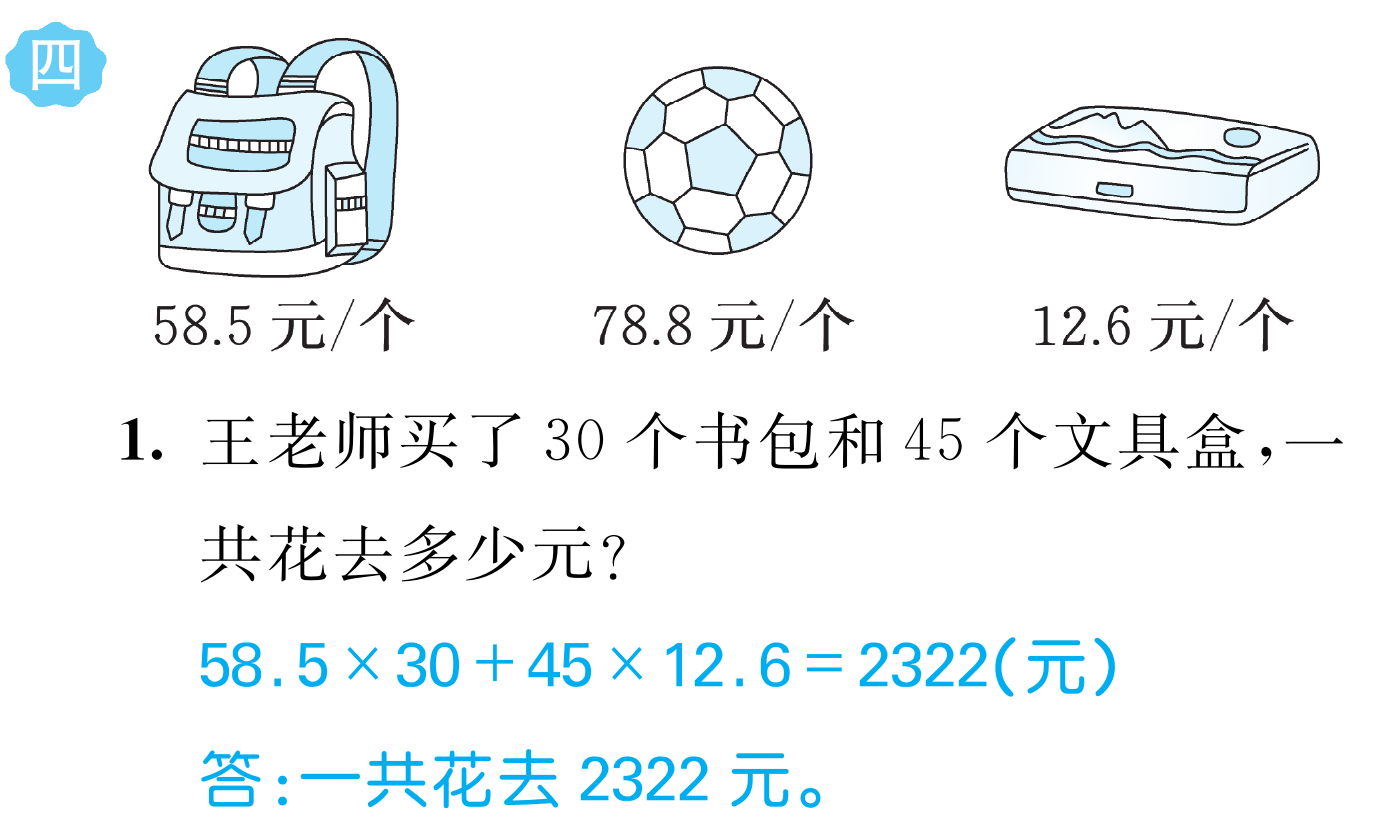 四
58.5 元/个 78.8 元/个 12.6 元/个
1. 王老师买了 30 个书包和 45 个文具盒,一
共花去多少元?
58.5×30+45×12.6=2322(元)
答:一共花去 2322 元。